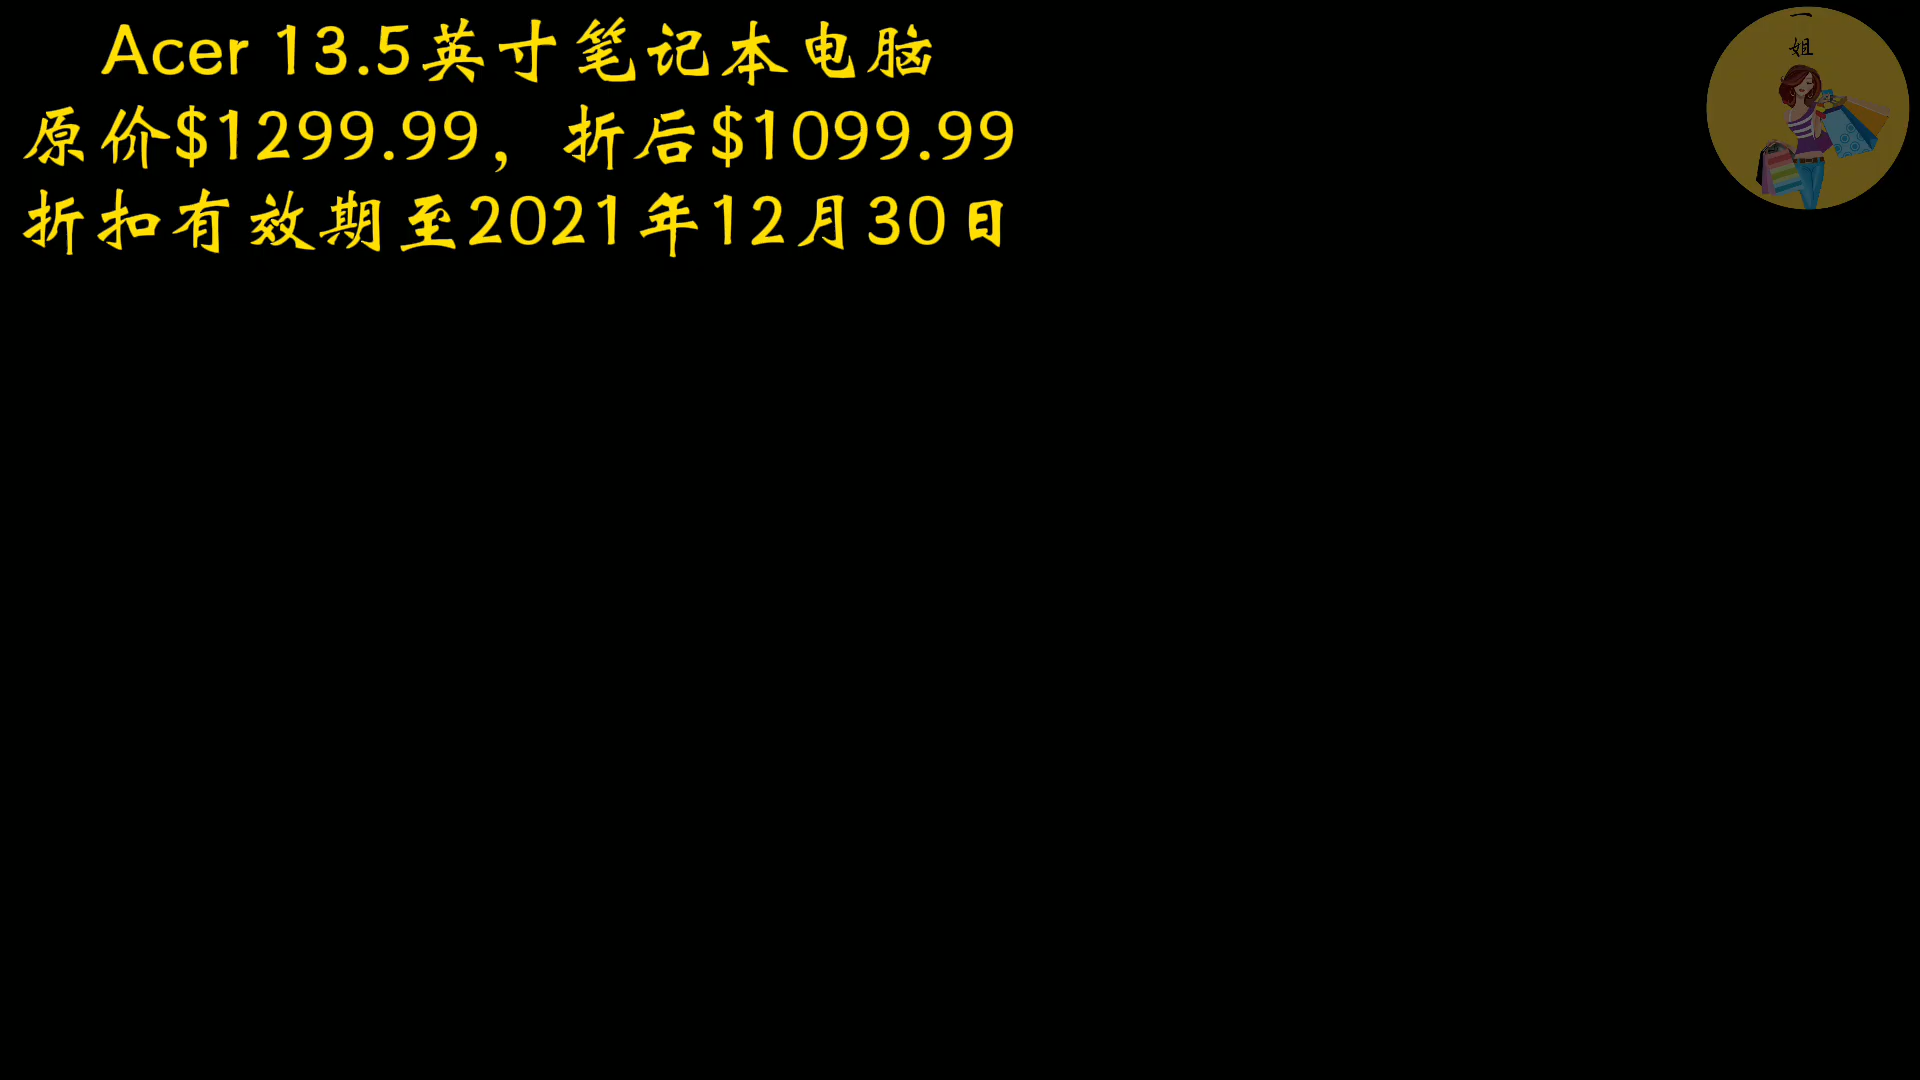 Acer 13.5英寸笔记本电脑
原价$1299.99，折后$1099.99
折扣有效期至2021年12月30日
一
姐